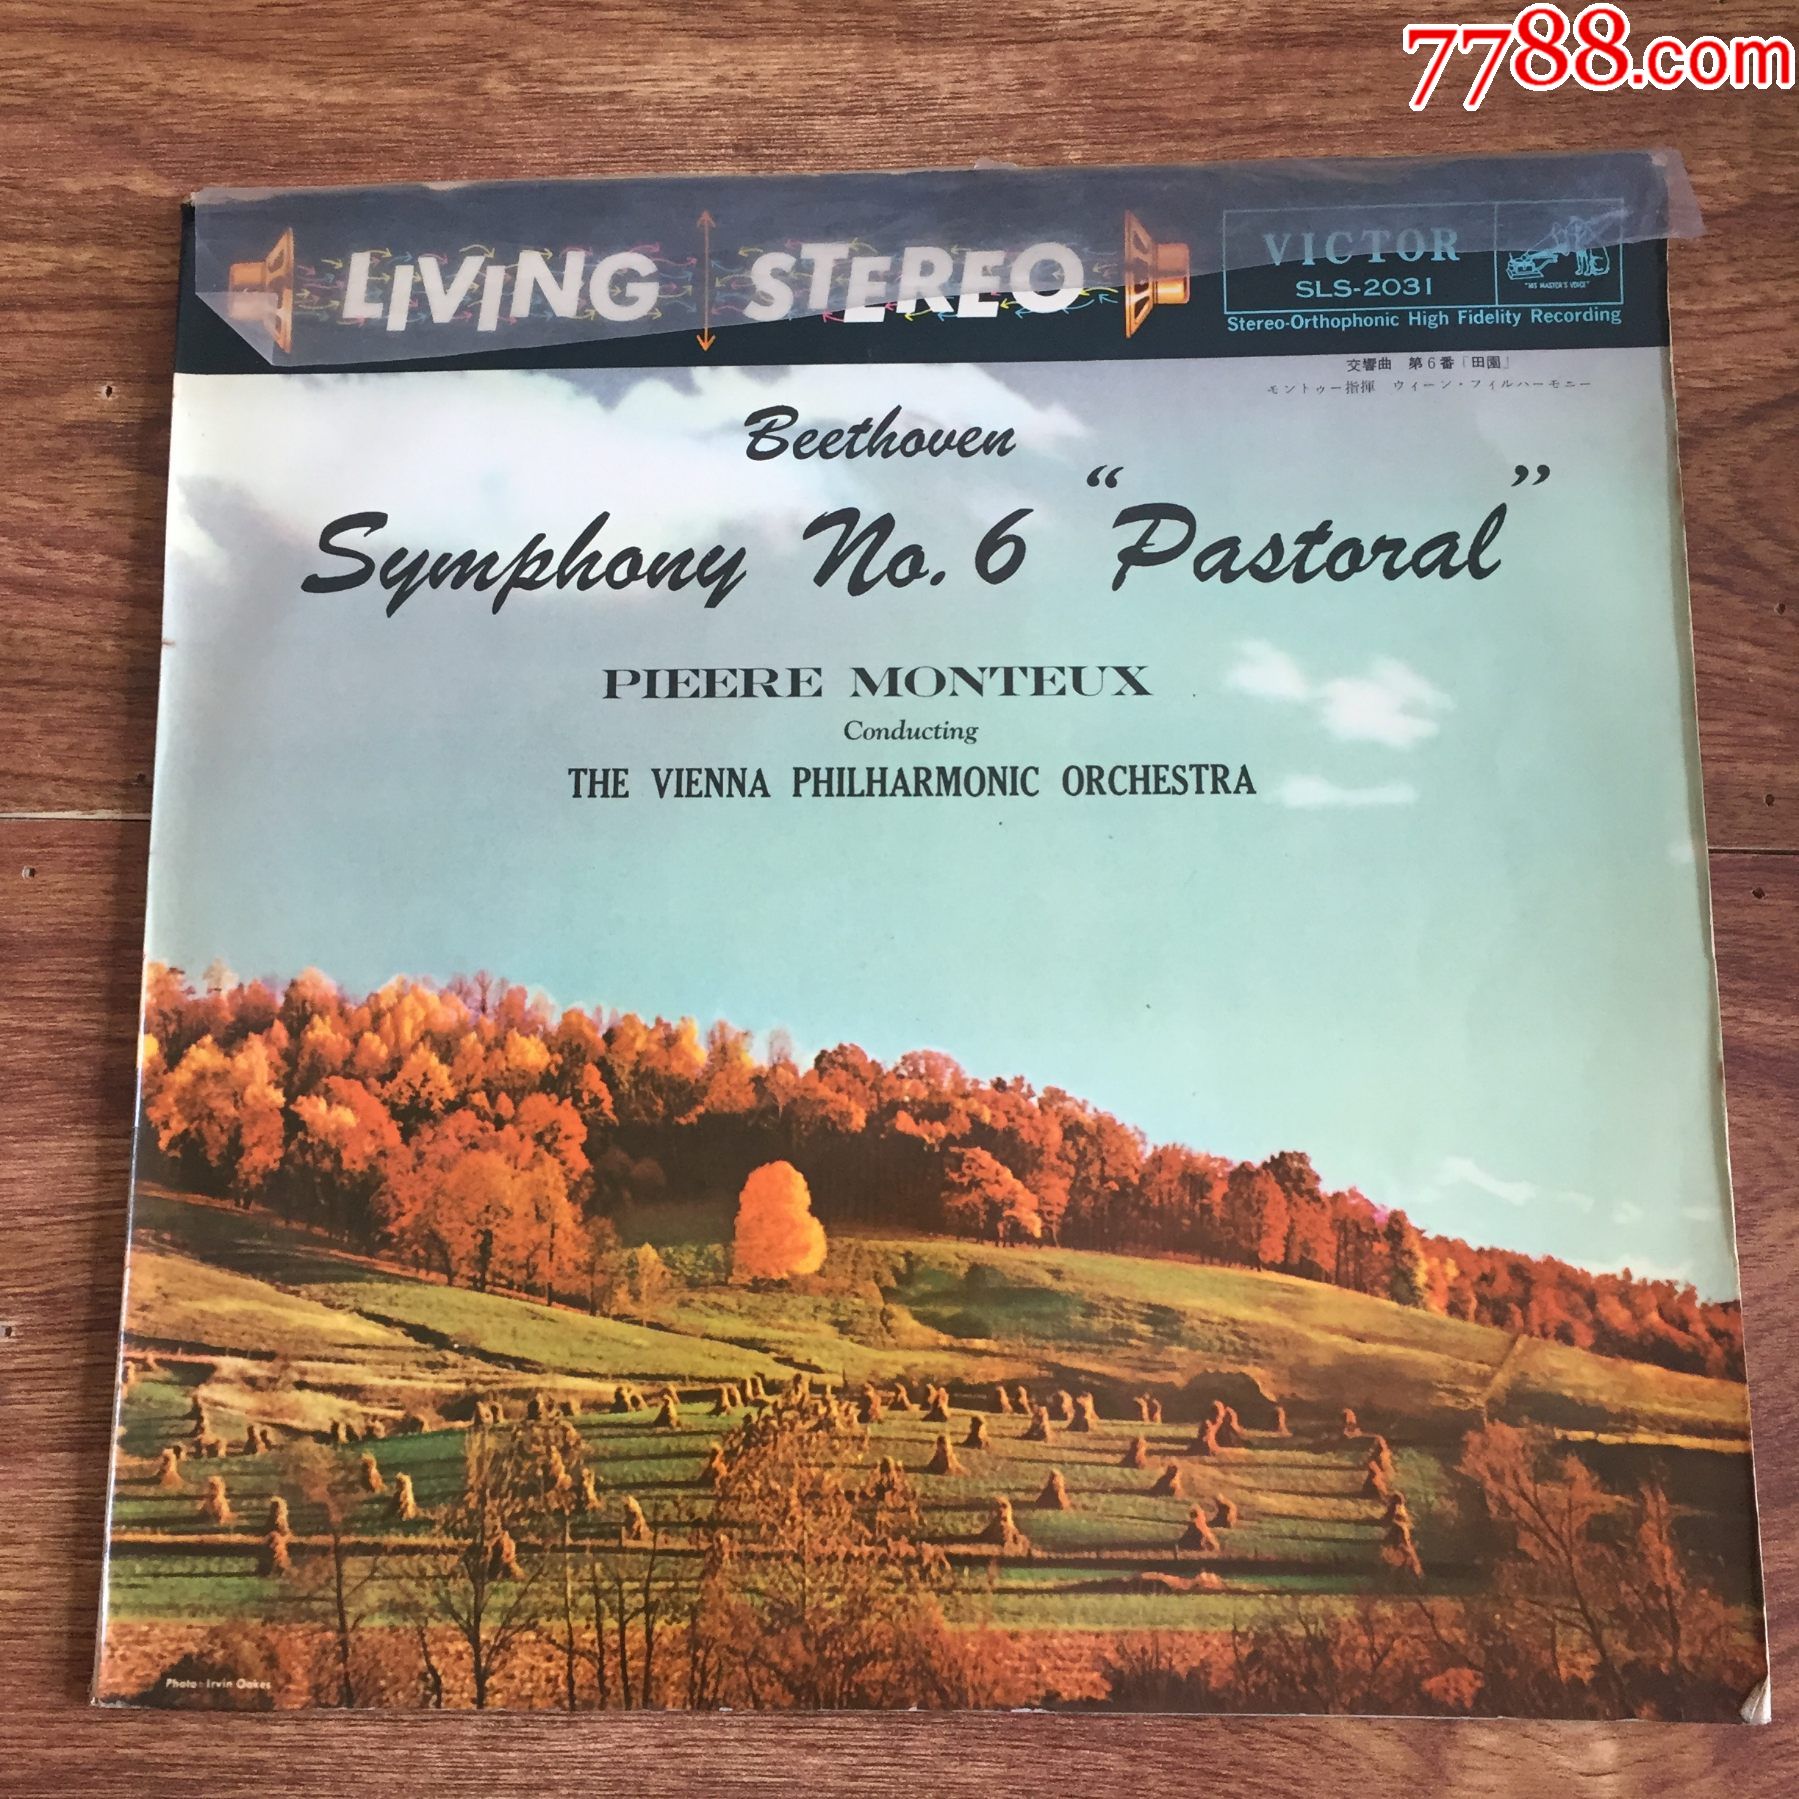 7788.com
LIVING STEREO
VICTOR
SLS-2031
"HIS MASTER'S VOICE"
Stereo-Orthophonic High Fidelity Recording
交響曲 第6番「田園」
モントゥー指揮 ウィーン・フィルハーモニー
Beethoven
Symphony No. 6 “Pastoral”
PIEERE MONTEUX
Conducting
THE VIENNA PHILHARMONIC ORCHESTRA
Photo: Irvin Oakes